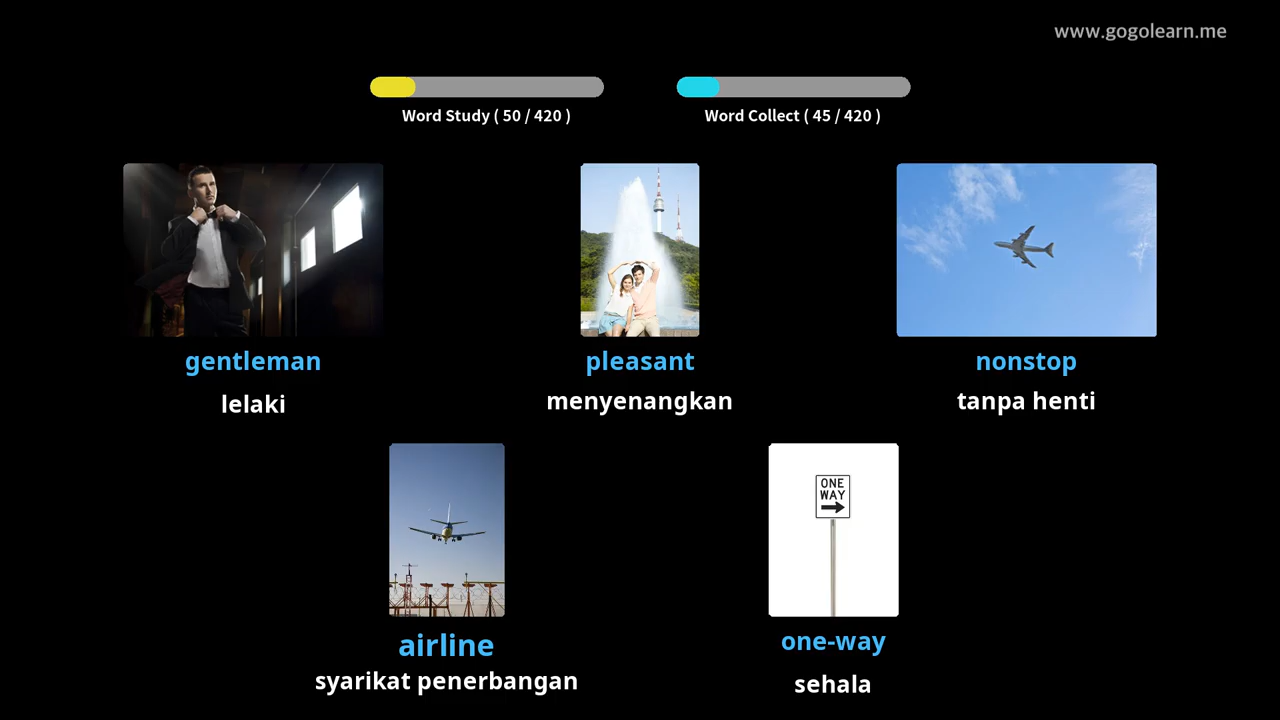 www.gogolearn.me
Word Study ( 50 / 420 )
Word Collect ( 45 / 420 )
gentleman
lelaki
pleasant
menyenangkan
nonstop
tanpa henti
ONE
WAY
airline
syarikat penerbangan
one-way
sehala